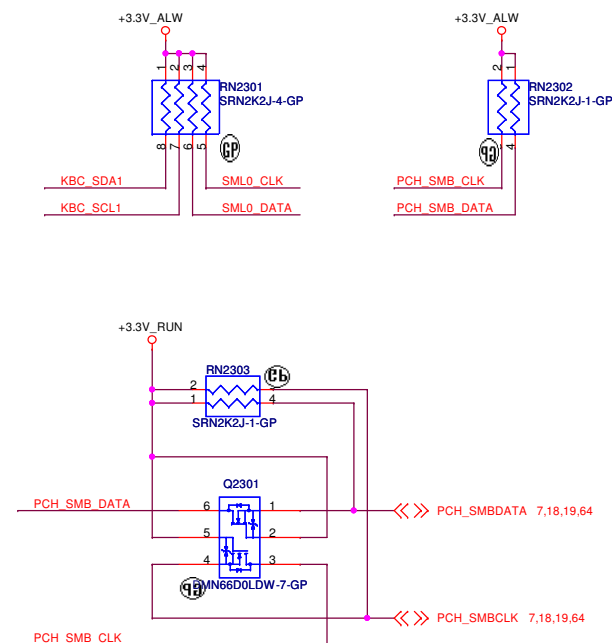 +3.3V_ALW
+3.3V_ALW
1 2 3 4
2 1
RN2301
SRN2K2J-4-GP
RN2302
SRN2K2J-1-GP
GP
8 7 6 5
3 4
KBC_SDA1
SML0_CLK
PCH_SMB_CLK
KBC_SCL1
SML0_DATA
PCH_SMB_DATA
+3.3V_RUN
RN2303
2 3
1 4
SRN2K2J-1-GP
Q2301
PCH_SMB_DATA
6 1
PCH_SMBDATA 7,18,19,64
5 2
4 3
DMN66D0LDW-7-GP
PCH_SMBCLK 7,18,19,64
PCH_SMB_CLK